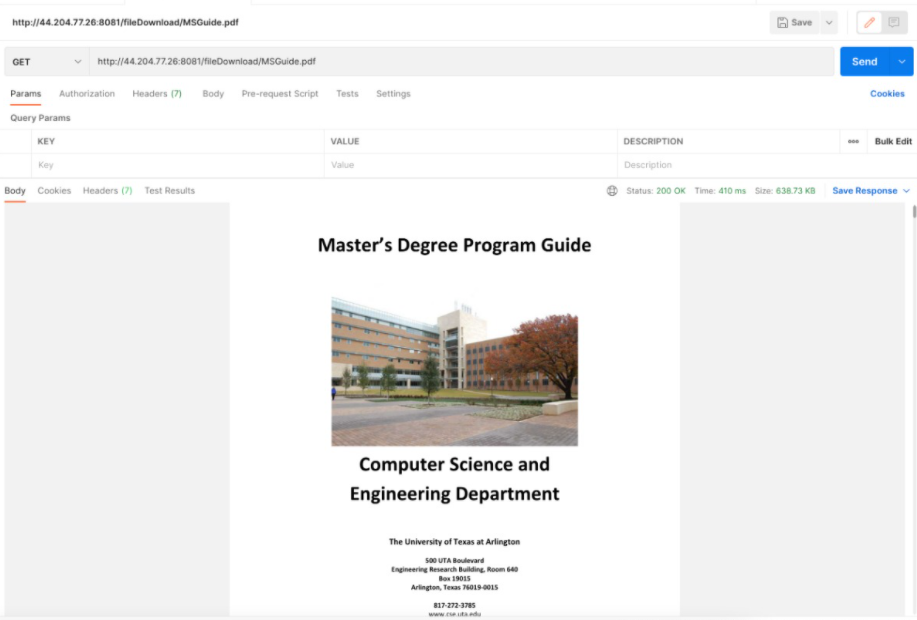 http://44.204.77.26:8081/fileDownload/MSGuide.pdf
Save
GET
http://44.204.77.26:8081/fileDownload/MSGuide.pdf
Send
Params Authorization Headers (7) Body Pre-request Script Tests Settings Cookies
Query Params
KEY VALUE DESCRIPTION Bulk Edit
Key Value Description
Body Cookies Headers (7) Test Results Status: 200 OK Time: 410 ms Size: 638.73 KB Save Response
Master's Degree Program Guide
Computer Science and
Engineering Department
The University of Texas at Arlington
500 UTA Boulevard
Engineering Research Building, Room 640
Box 19015
Arlington, Texas 76019-0015
817-272-3785
www.cse.uta.edu